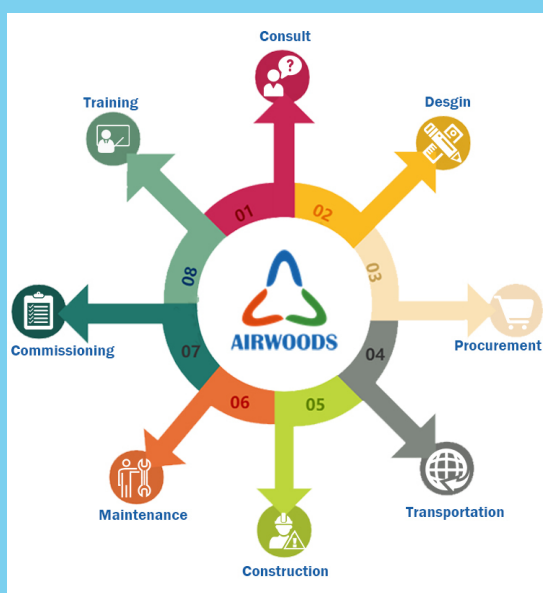 Consult
01
Desgin
02
Procurement
03
Transportation
04
Construction
05
Maintenance
06
Commissioning
07
Training
08
AIRWOODS
?